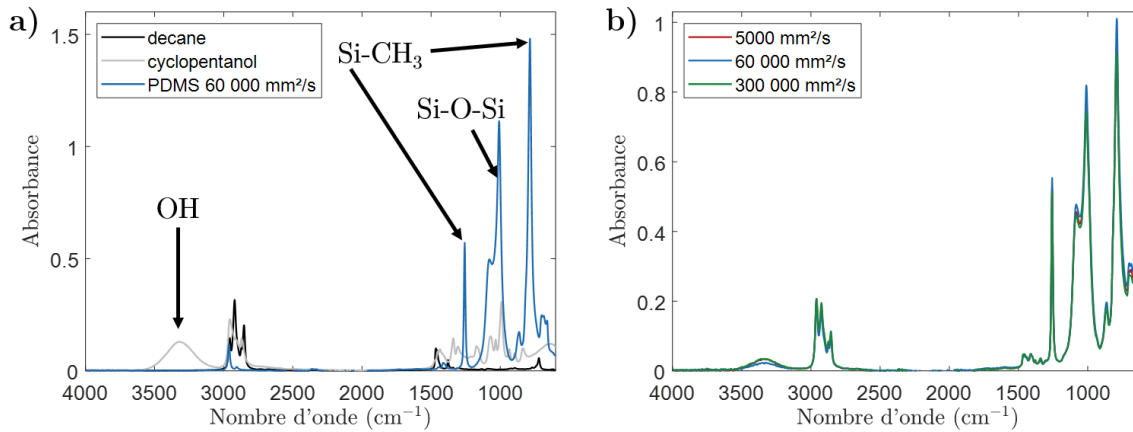 a)
decane
cyclopentanol
PDMS 60 000 mm²/s
Si-CH₃
Si-O-Si
OH
Absorbance
1.5
1
0.5
0
4000 3500 3000 2500 2000 1500 1000
Nombre d'onde (cm⁻¹)
b)
5000 mm²/s
60 000 mm²/s
300 000 mm²/s
Absorbance
1
0.8
0.6
0.4
0.2
0
4000 3500 3000 2500 2000 1500 1000
Nombre d'onde (cm⁻¹)